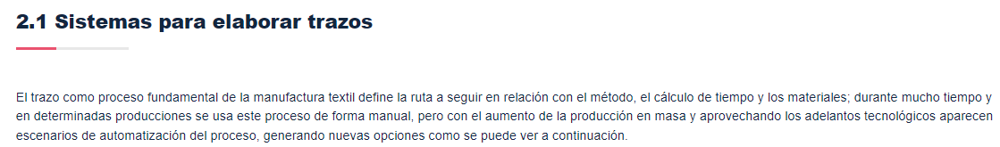 2.1 Sistemas para elaborar trazos
El trazo como proceso fundamental de la manufactura textil define la ruta a seguir en relación con el método, el cálculo de tiempo y los materiales; durante mucho tiempo y
en determinadas producciones se usa este proceso de forma manual, pero con el aumento de la producción en masa y aprovechando los adelantos tecnológicos aparecen
escenarios de automatización del proceso, generando nuevas opciones como se puede ver a continuación.